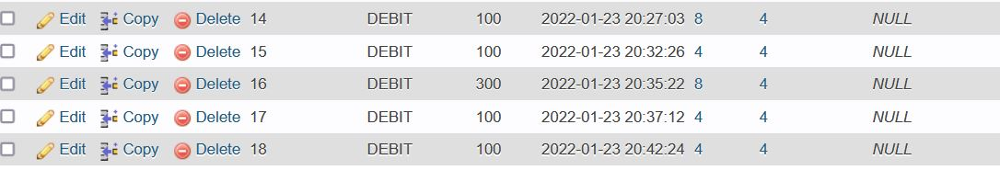 Edit Copy Delete 14 DEBIT 100 2022-01-23 20:27:03 8 4 NULL
Edit Copy Delete 15 DEBIT 100 2022-01-23 20:32:26 4 4 NULL
Edit Copy Delete 16 DEBIT 300 2022-01-23 20:35:22 8 4 NULL
Edit Copy Delete 17 DEBIT 100 2022-01-23 20:37:12 4 4 NULL
Edit Copy Delete 18 DEBIT 100 2022-01-23 20:42:24 4 4 NULL